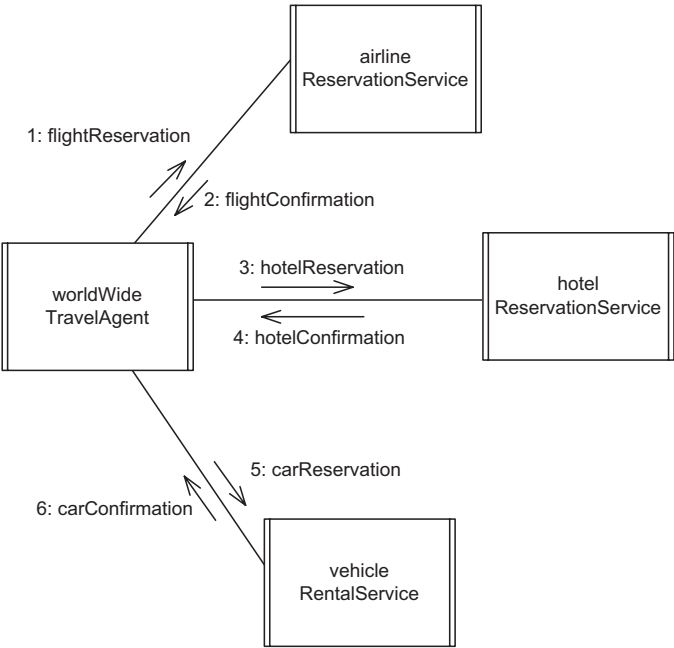 airline
ReservationService
1: flightReservation
2: flightConfirmation
3: hotelReservation
hotel
ReservationService
worldWide
TravelAgent
4: hotelConfirmation
5: carReservation
6: carConfirmation
vehicle
RentalService